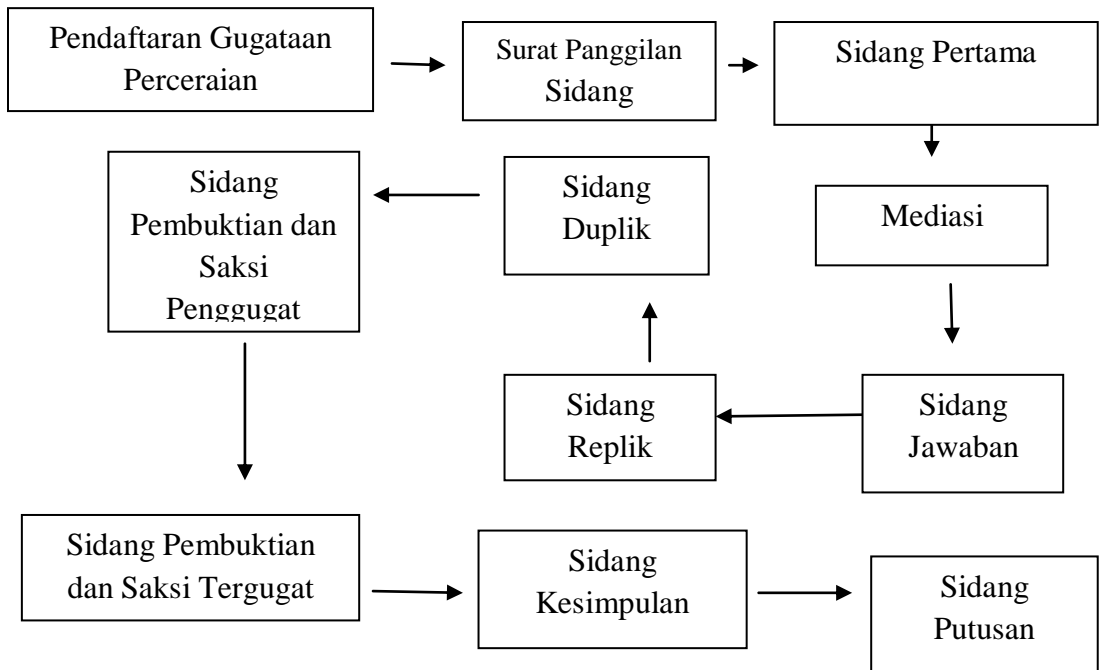 Pendaftaran Gugataan
Perceraian
Surat Panggilan
Sidang
Sidang Pertama
Mediasi
Sidang
Jawaban
Sidang
Replik
Sidang
Duplik
Sidang
Pembuktian dan
Saksi
Penggugat
Sidang Pembuktian
dan Saksi Tergugat
Sidang
Kesimpulan
Sidang
Putusan